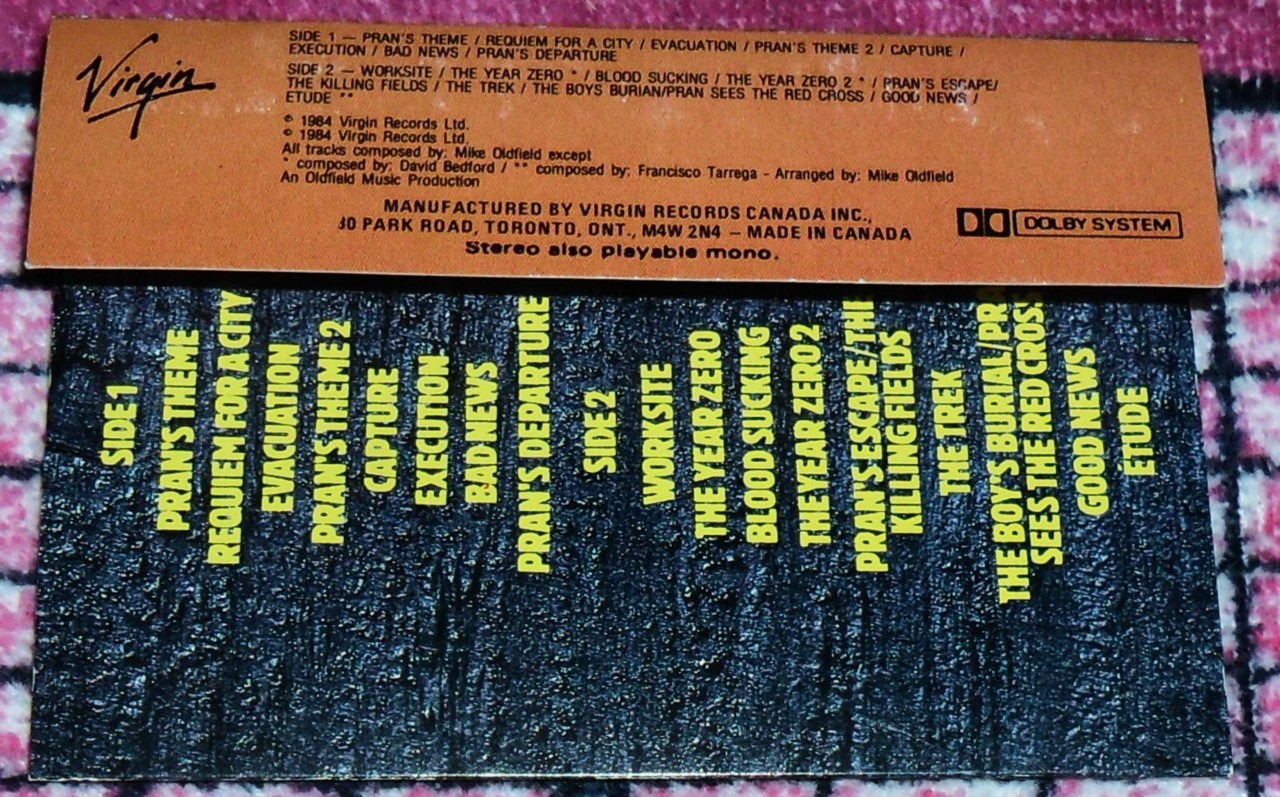 Virgin
SIDE 1 — PRAN'S THEME / REQUIEM FOR A CITY / EVACUATION / PRAN'S THEME 2 / CAPTURE /
EXECUTION / BAD NEWS / PRAN'S DEPARTURE
SIDE 2 — WORKSITE / THE YEAR ZERO * / BLOOD SUCKING / THE YEAR ZERO 2 * / PRAN'S ESCAPE/
THE KILLING FIELDS / THE TREK / THE BOYS BURIAN/PRAN SEES THE RED CROSS / GOOD NEWS /
ETUDE **
℗ 1984 Virgin Records Ltd.
© 1984 Virgin Records Ltd.
All tracks composed by: Mike Oldfield except
* composed by: David Bedford / ** composed by: Francisco Tarrega - Arranged by: Mike Oldfield
An Oldfield Music Production
MANUFACTURED BY VIRGIN RECORDS CANADA INC.,
30 PARK ROAD, TORONTO, ONT., M4W 2N4 — MADE IN CANADA
Stereo also playable mono.
DOLBY SYSTEM
SIDE 1
PRAN'S THEME
REQUIEM FOR A CITY
EVACUATION
PRAN'S THEME 2
CAPTURE
EXECUTION
BAD NEWS
PRAN'S DEPARTURE
SIDE 2
WORKSITE
THE YEAR ZERO
BLOOD SUCKING
THE YEAR ZERO 2
PRAN'S ESCAPE/THE
KILLING FIELDS
THE TREK
THE BOY'S BURIAL/PR
SEES THE RED CROS
GOOD NEWS
ÉTUDE